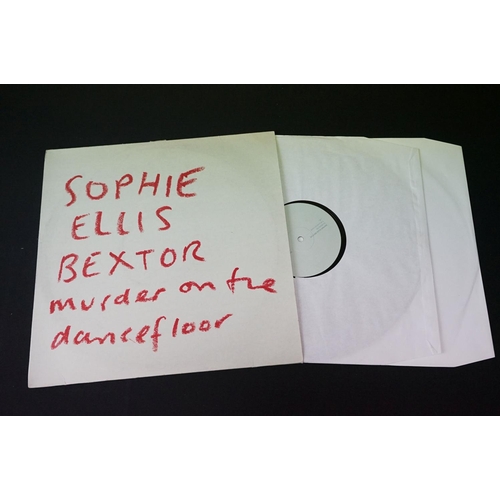 SOPHIE
ELLIS
BEXTOR
murder on the
dancefloor